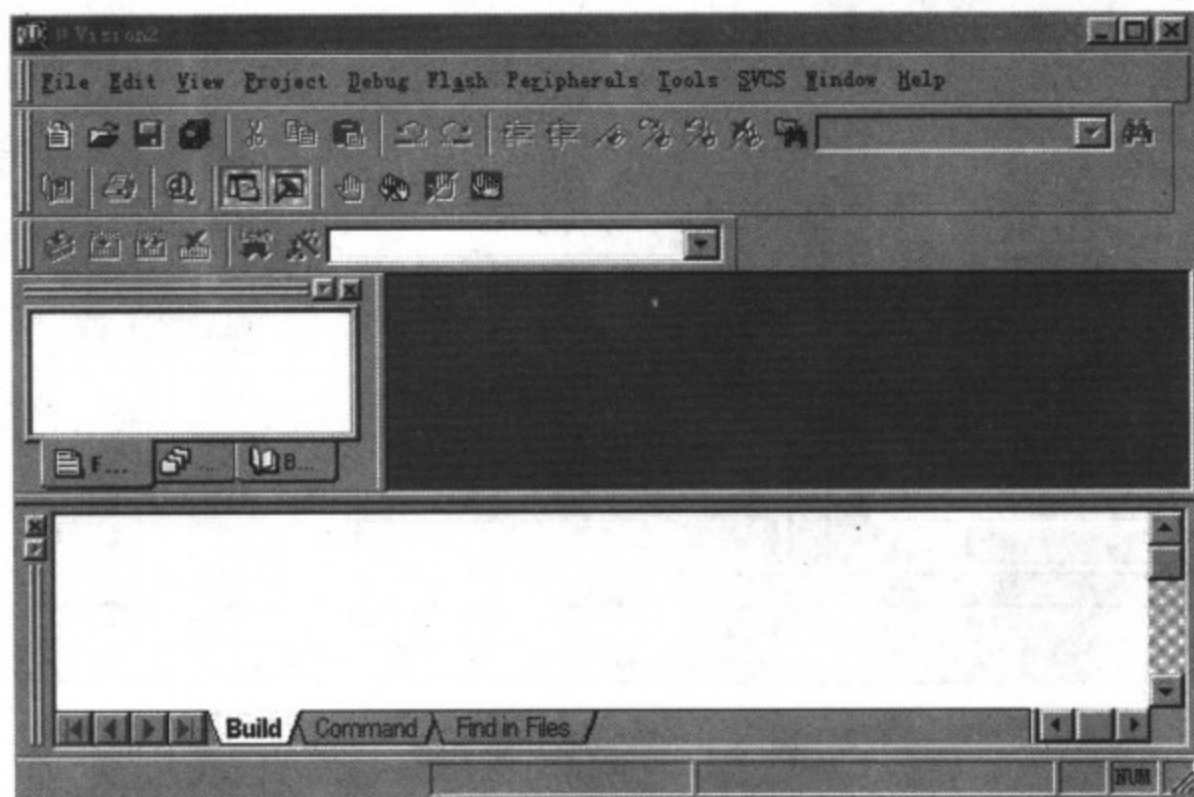 μVision2
File Edit View Project Debug Flash Peripherals Tools SVCS Window Help
F... ... B...
Build Command Find in Files
NUM